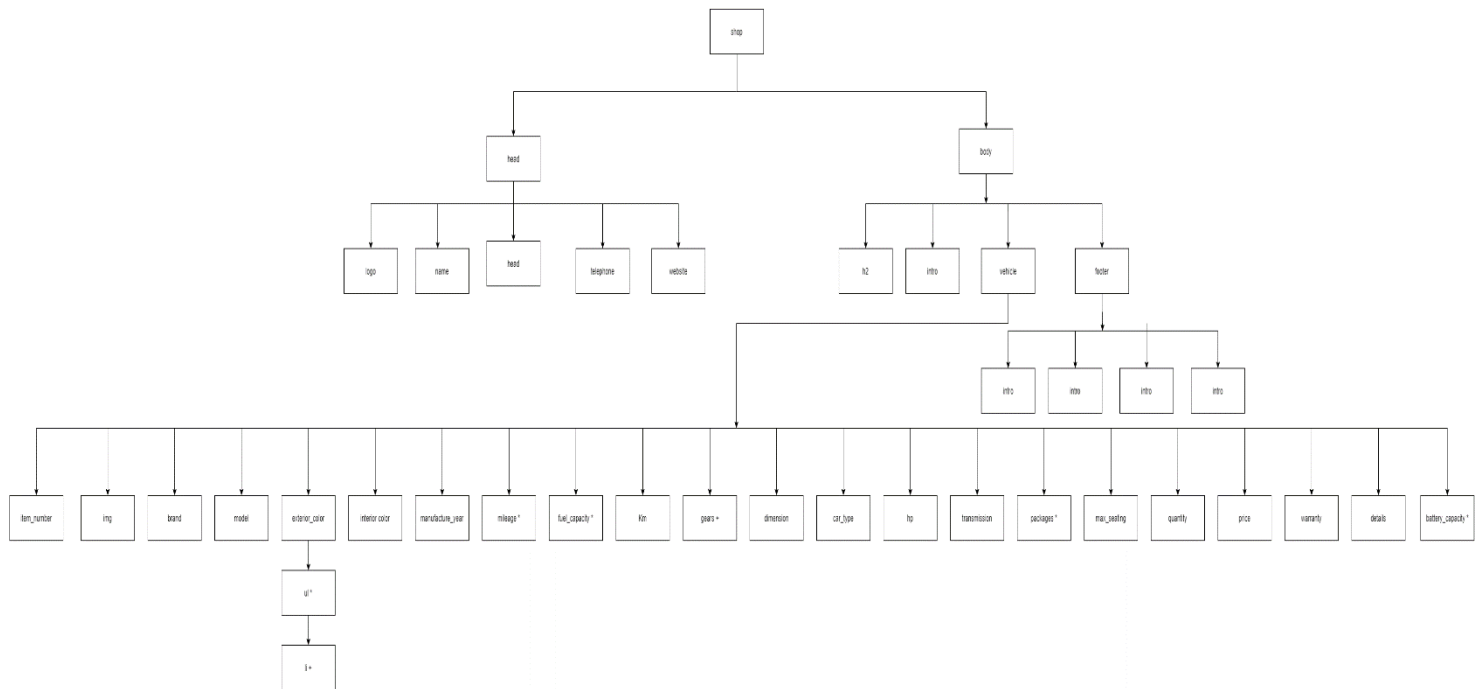 shop
head
body
logo
name
head
telephone
website
h2
intro
vehicle
footer
intro
intro
intro
intro
item_number
img
brand
model
exterior_color
interior color
manufacture_year
mileage *
fuel_capacity *
Km
gears +
dimension
car_type
hp
transmission
packages *
max_seating
quantity
price
warranty
details
battery_capacity *
ul *
li +